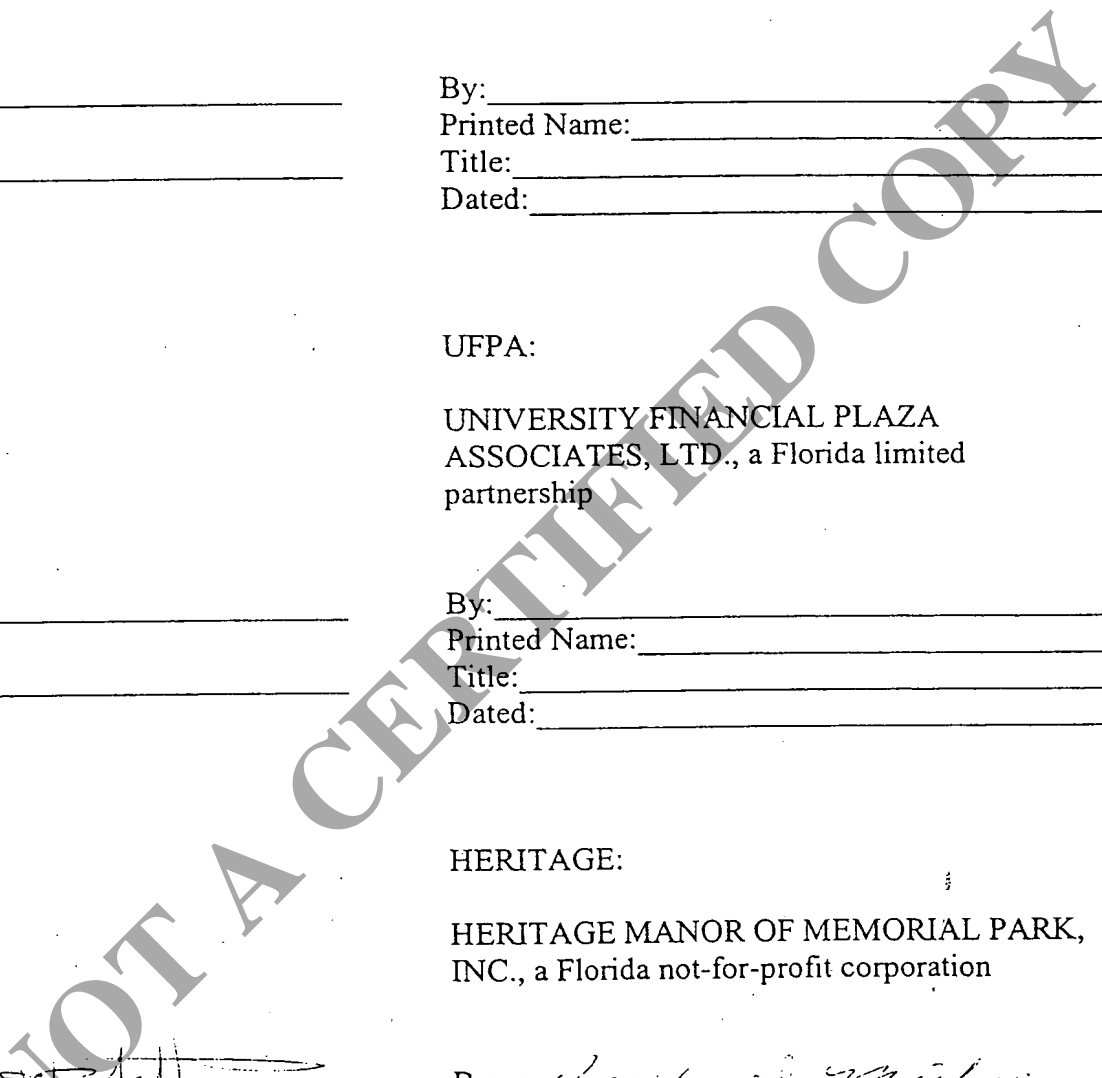 By:
Printed Name:
Title:
Dated:
UFPA:
UNIVERSITY FINANCIAL PLAZA
ASSOCIATES, LTD., a Florida limited
partnership
By:
Printed Name:
Title:
Dated:
HERITAGE:
HERITAGE MANOR OF MEMORIAL PARK,
INC., a Florida not-for-profit corporation
NOT A CERTIFIED COPY